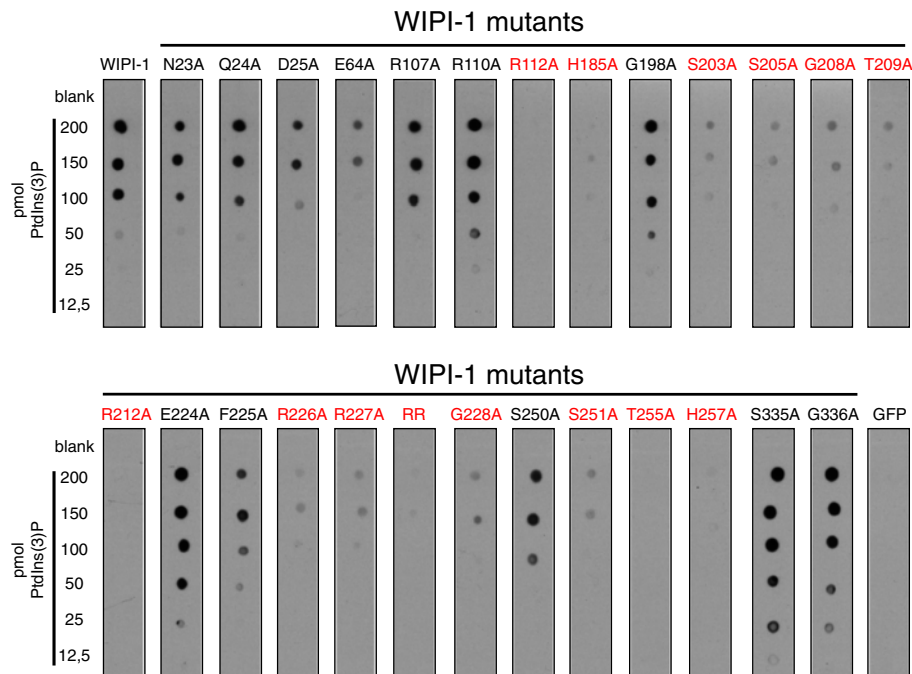 WIPI-1 mutants
WIPI-1 N23A Q24A D25A E64A R107A R110A R112A H185A G198A S203A S205A G208A T209A
blank
200
150
100
50
25
12,5
pmol
PtdIns(3)P
WIPI-1 mutants
R212A E224A F225A R226A R227A RR G228A S250A S251A T255A H257A S335A G336A GFP
blank
200
150
100
50
25
12,5
pmol
PtdIns(3)P